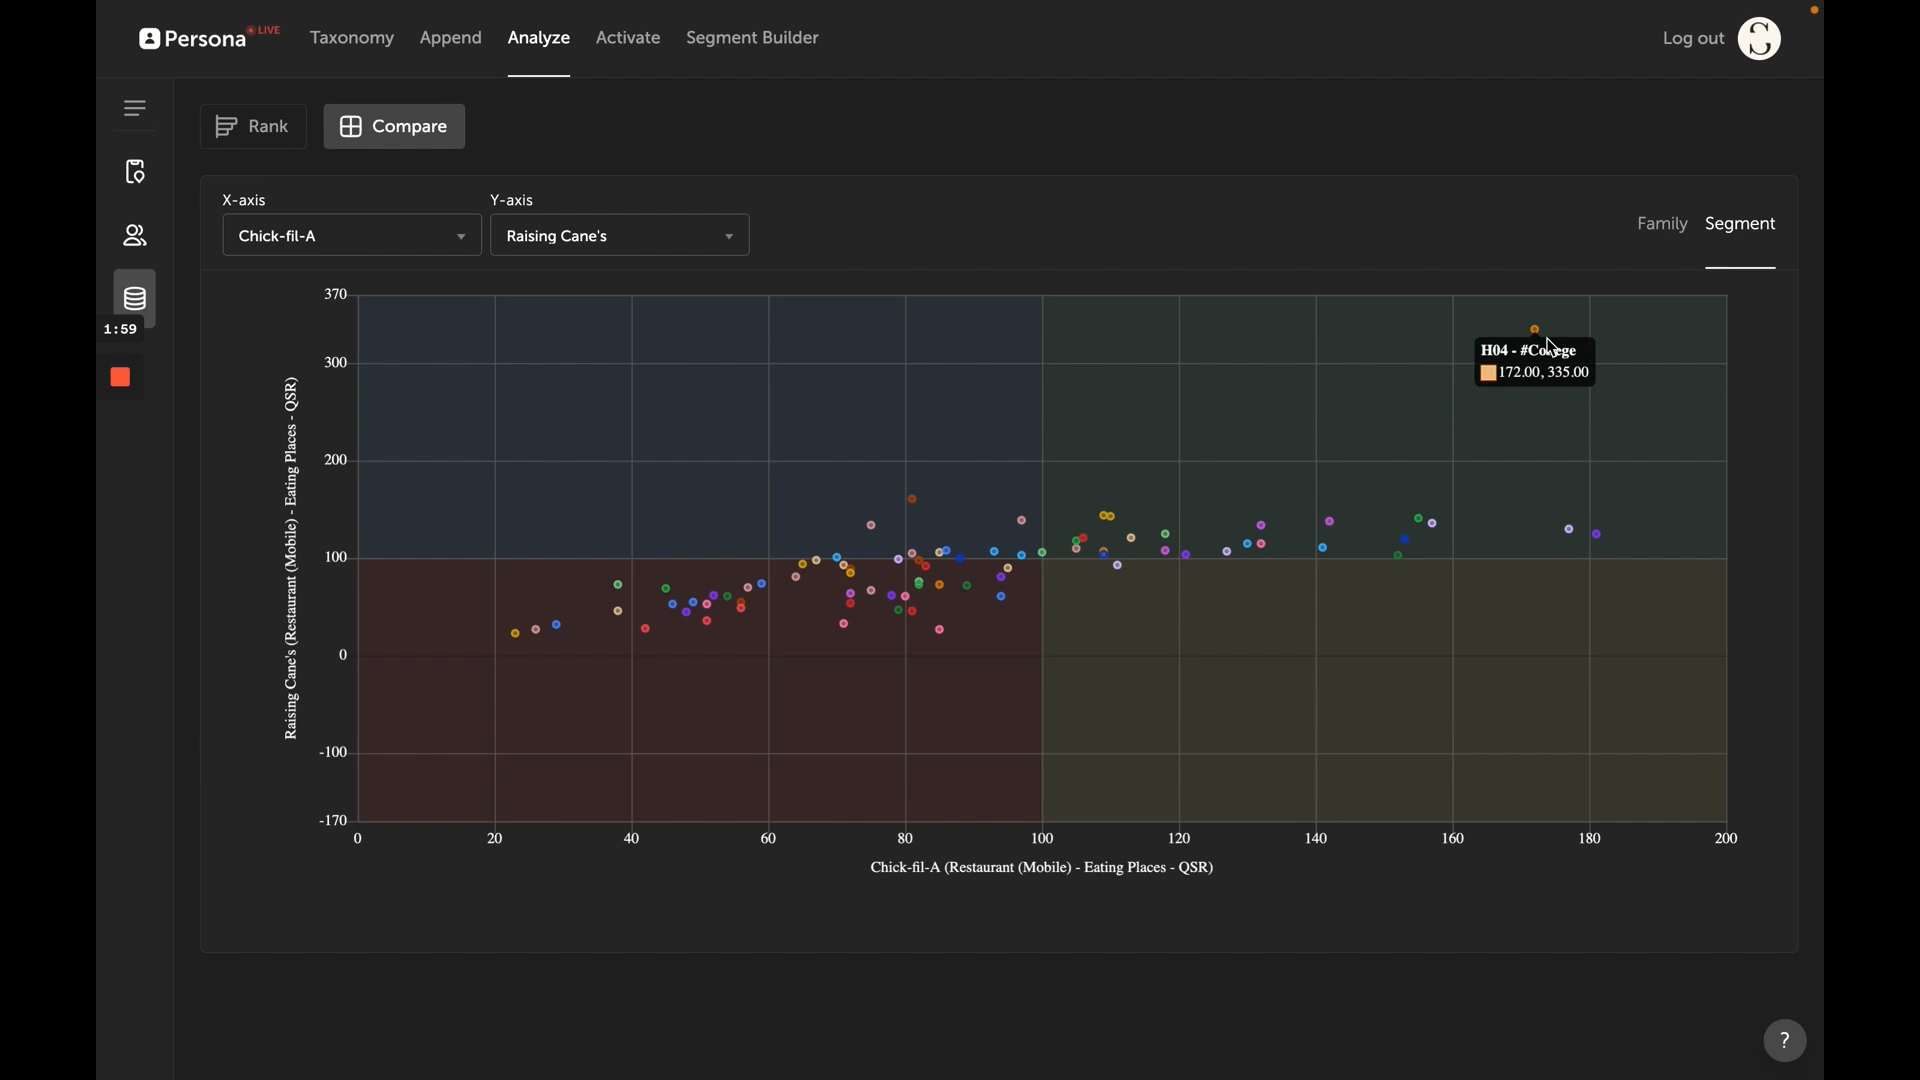 Persona LIVE
Taxonomy
Append
Analyze
Activate
Segment Builder
Log out
S
Rank
Compare
X-axis
Y-axis
Chick-fil-A
Raising Cane's
Family
Segment
1:59
370
300
200
100
0
-100
-170
Raising Cane's (Restaurant (Mobile) - Eating Places - QSR)
H04 - #College
172.00, 335.00
0
20
40
60
80
100
120
140
160
180
200
Chick-fil-A (Restaurant (Mobile) - Eating Places - QSR)
?